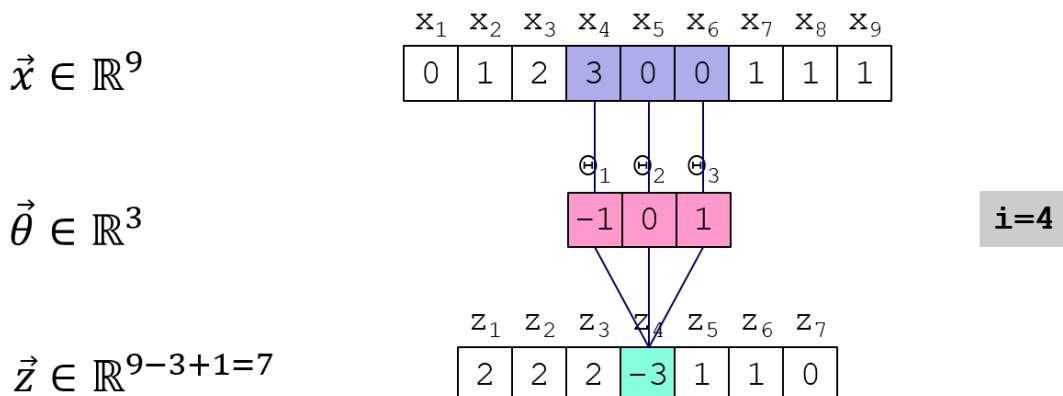 x₁ x₂ x₃ x₄ x₅ x₆ x₇ x₈ x₉
x⃗ ∈ ℝ⁹ 0 1 2 3 0 0 1 1 1
Θ₁ Θ₂ Θ₃
θ⃗ ∈ ℝ³ -1 0 1 i=4
z₁ z₂ z₃ z₄ z₅ z₆ z₇
z⃗ ∈ ℝ⁹⁻³⁺¹⁼⁷ 2 2 2 -3 1 1 0